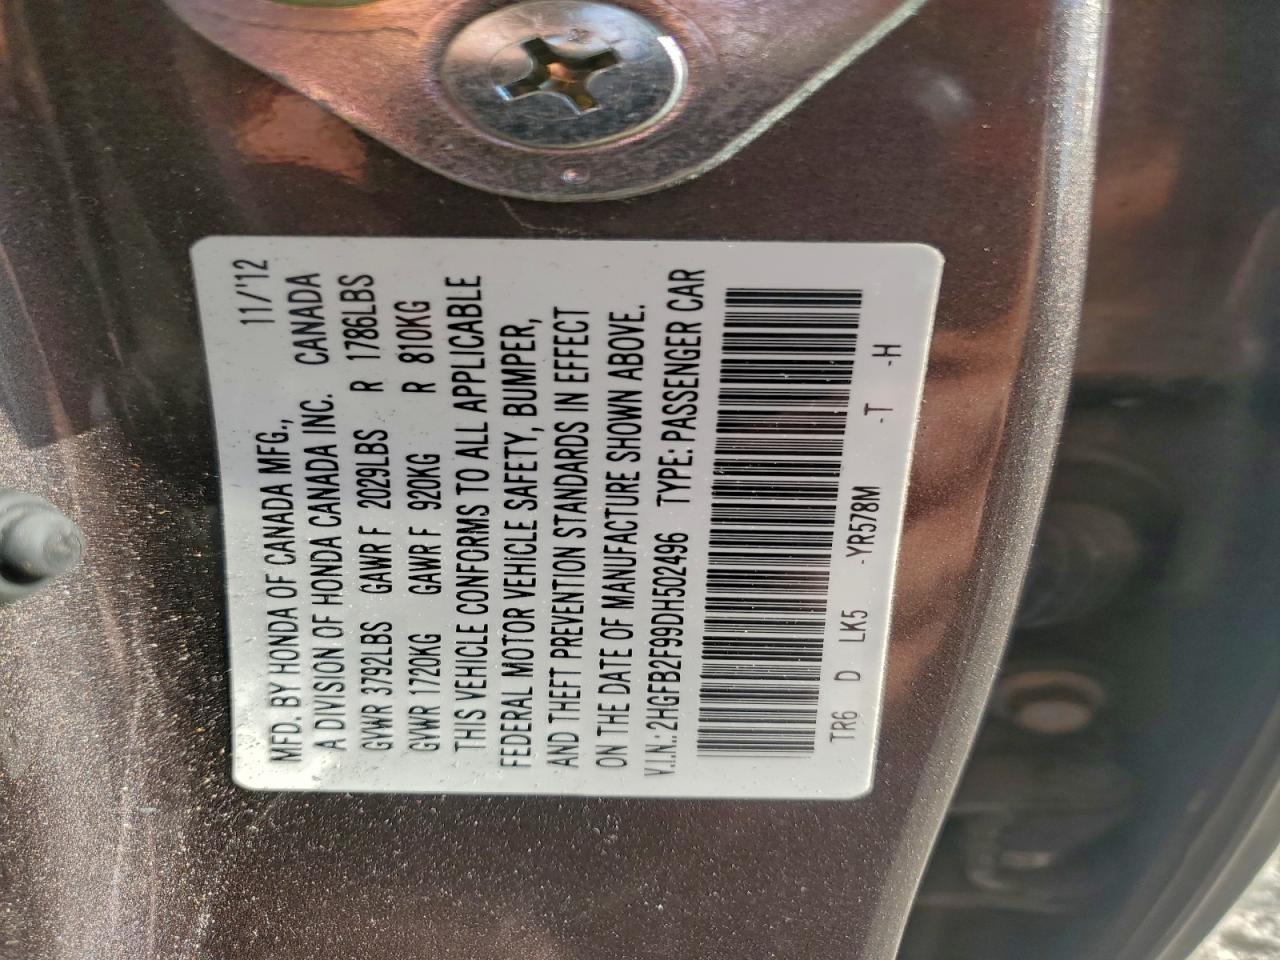 MFD. BY HONDA OF CANADA MFG., 11/'12
A DIVISION OF HONDA CANADA INC. CANADA
GVWR 3792LBS GAWR F 2029LBS R 1786LBS
GVWR 1720KG GAWR F 920KG R 810KG
THIS VEHICLE CONFORMS TO ALL APPLICABLE
FEDERAL MOTOR VEHICLE SAFETY, BUMPER,
AND THEFT PREVENTION STANDARDS IN EFFECT
ON THE DATE OF MANUFACTURE SHOWN ABOVE.
V.I.N.: 2HGFB2F99DH502496 TYPE: PASSENGER CAR
TR6 D LK5 -YR578M -T -H